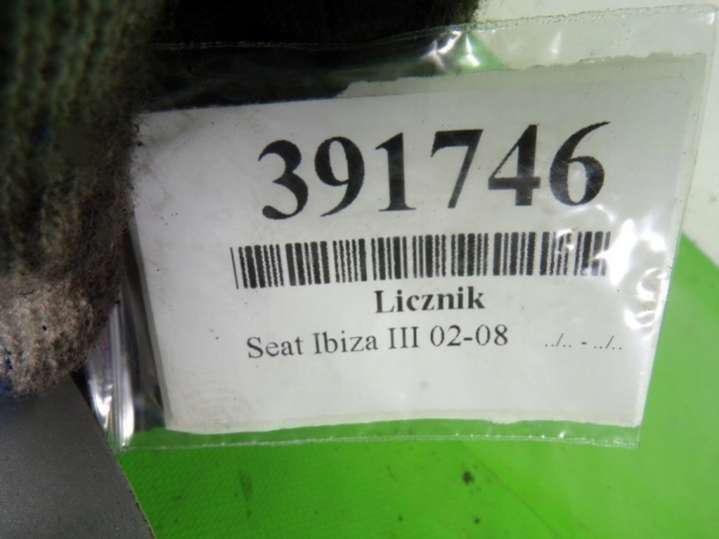 391746
Licznik
Seat Ibiza III 02-08 ../.. - ../..